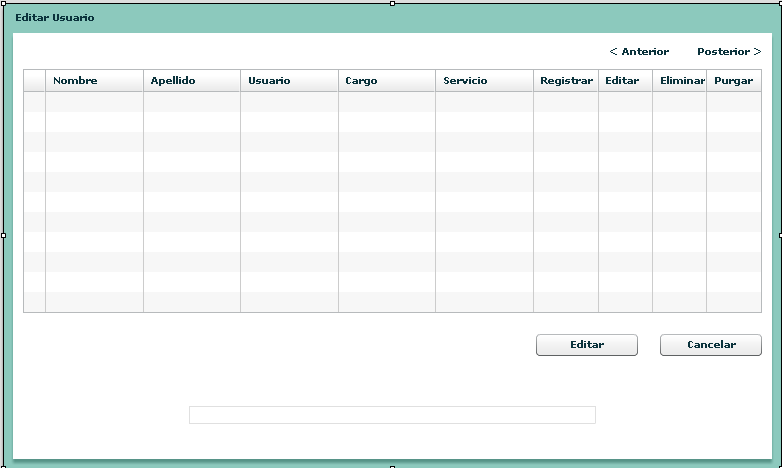 Editar Usuario
< Anterior Posterior >
Nombre Apellido Usuario Cargo Servicio Registrar Editar Eliminar Purgar
Editar Cancelar